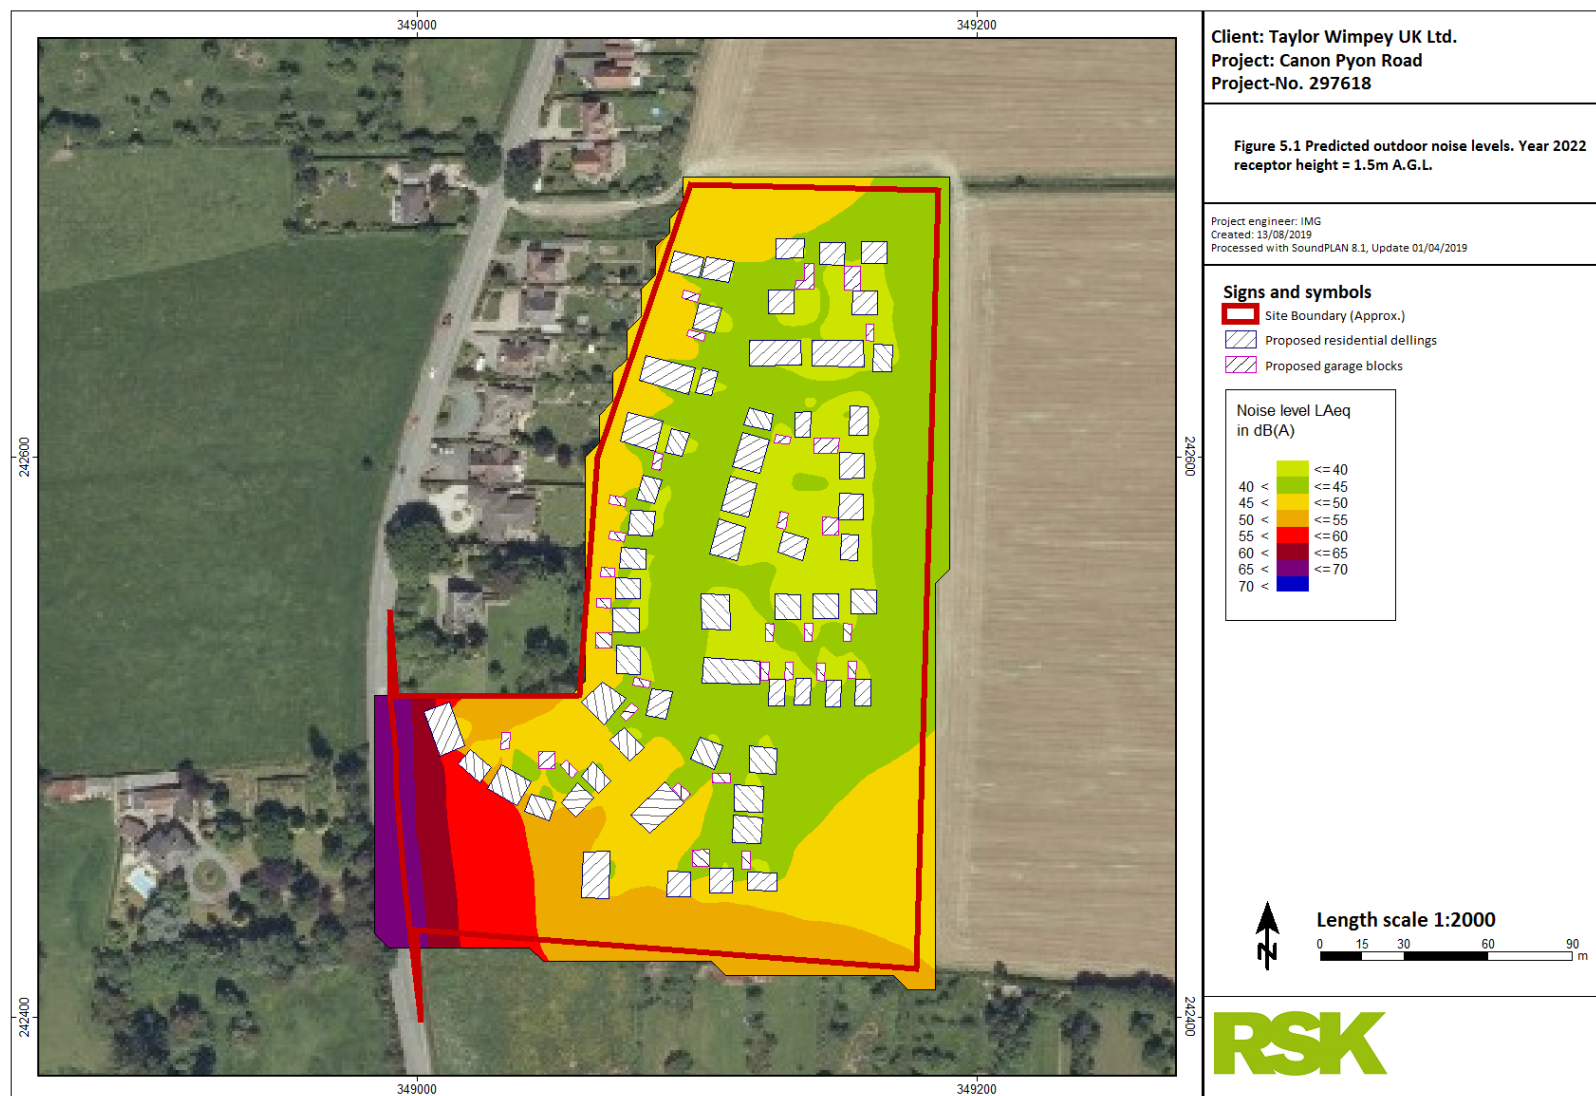 349000
349200
Client: Taylor Wimpey UK Ltd.
Project: Canon Pyon Road
Project-No. 297618
Figure 5.1 Predicted outdoor noise levels. Year 2022
receptor height = 1.5m A.G.L.
Project engineer: IMG
Created: 13/08/2019
Processed with SoundPLAN 8.1, Update 01/04/2019
Signs and symbols
Site Boundary (Approx.)
Proposed residential dellings
Proposed garage blocks
Noise level LAeq
in dB(A)
<= 40
40 < <= 45
45 < <= 50
50 < <= 55
55 < <= 60
60 < <= 65
65 < <= 70
70 <
242600
242600
Length scale 1:2000
0 15 30 60 90
m
N
242400
242400
349000
349200
RSK